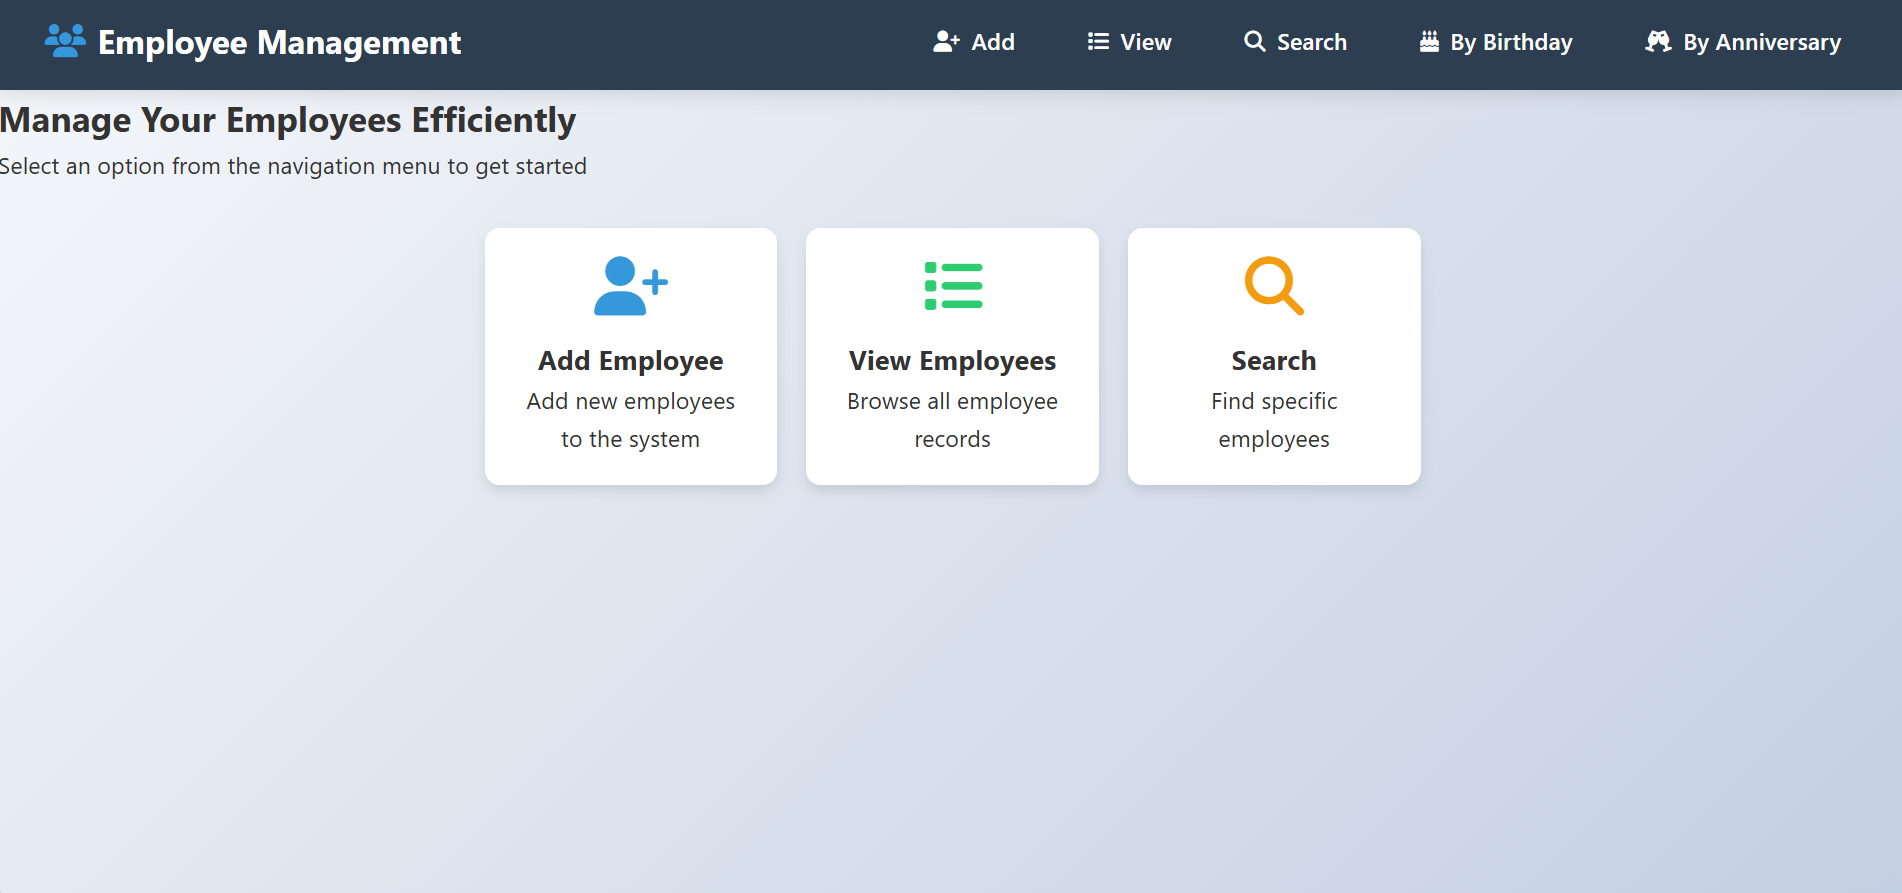 Employee Management
Add
View
Search
By Birthday
By Anniversary
Manage Your Employees Efficiently
Select an option from the navigation menu to get started
Add Employee
Add new employees
to the system
View Employees
Browse all employee
records
Search
Find specific
employees